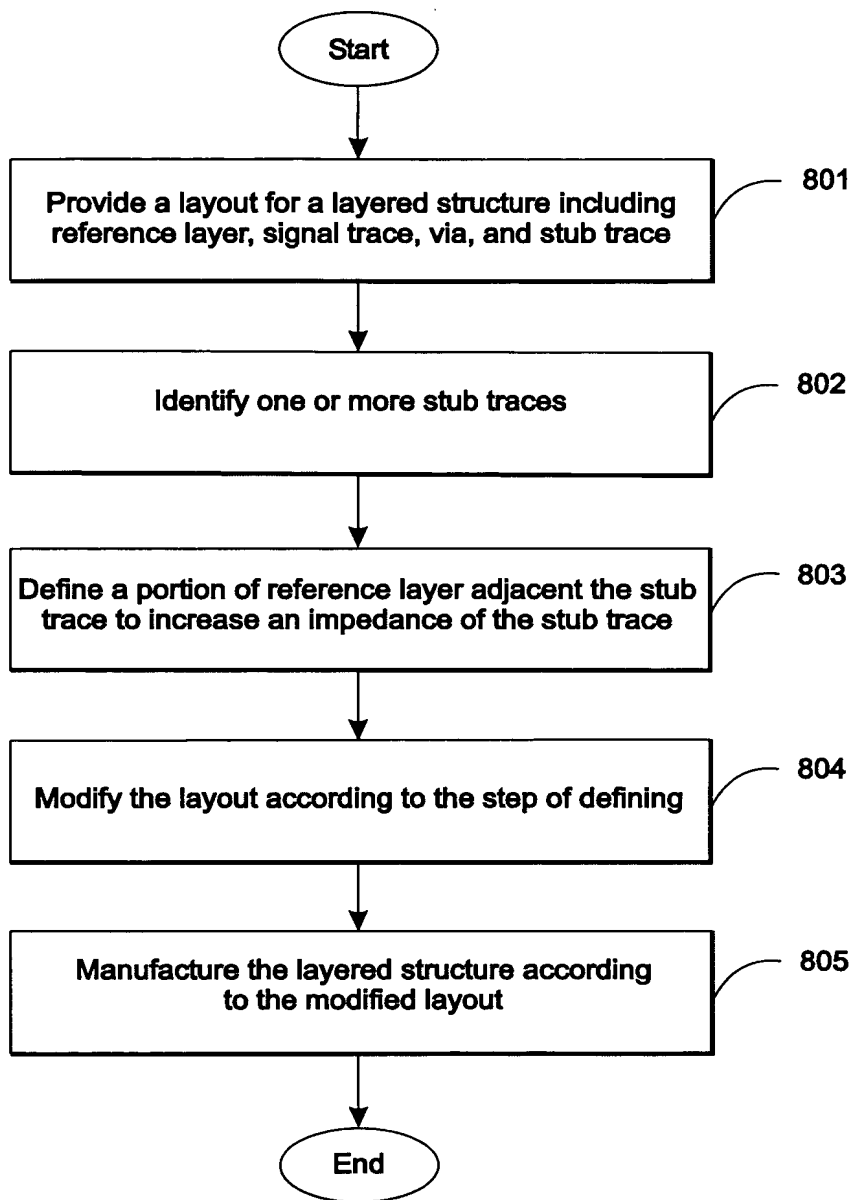 Start
Provide a layout for a layered structure including
reference layer, signal trace, via, and stub trace
801
Identify one or more stub traces
802
Define a portion of reference layer adjacent the stub
trace to increase an impedance of the stub trace
803
Modify the layout according to the step of defining
804
Manufacture the layered structure according
to the modified layout
805
End